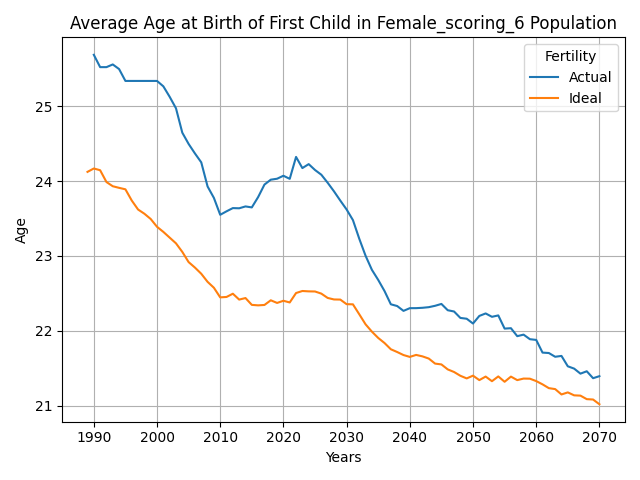 Average Age at Birth of First Child in Female_scoring_6 Population
Fertility
Actual
Ideal
Age
25
24
23
22
21
1990 2000 2010 2020 2030 2040 2050 2060 2070
Years